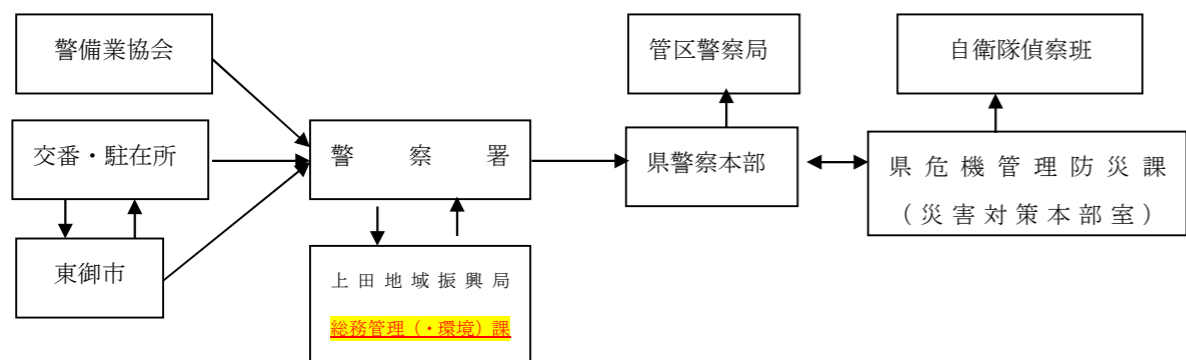 警備業協会
管区警察局
自衛隊偵察班
交番・駐在所
警察署
県警察本部
県危機管理防災課
（災害対策本部室）
東御市
上田地域振興局
総務管理（・環境）課